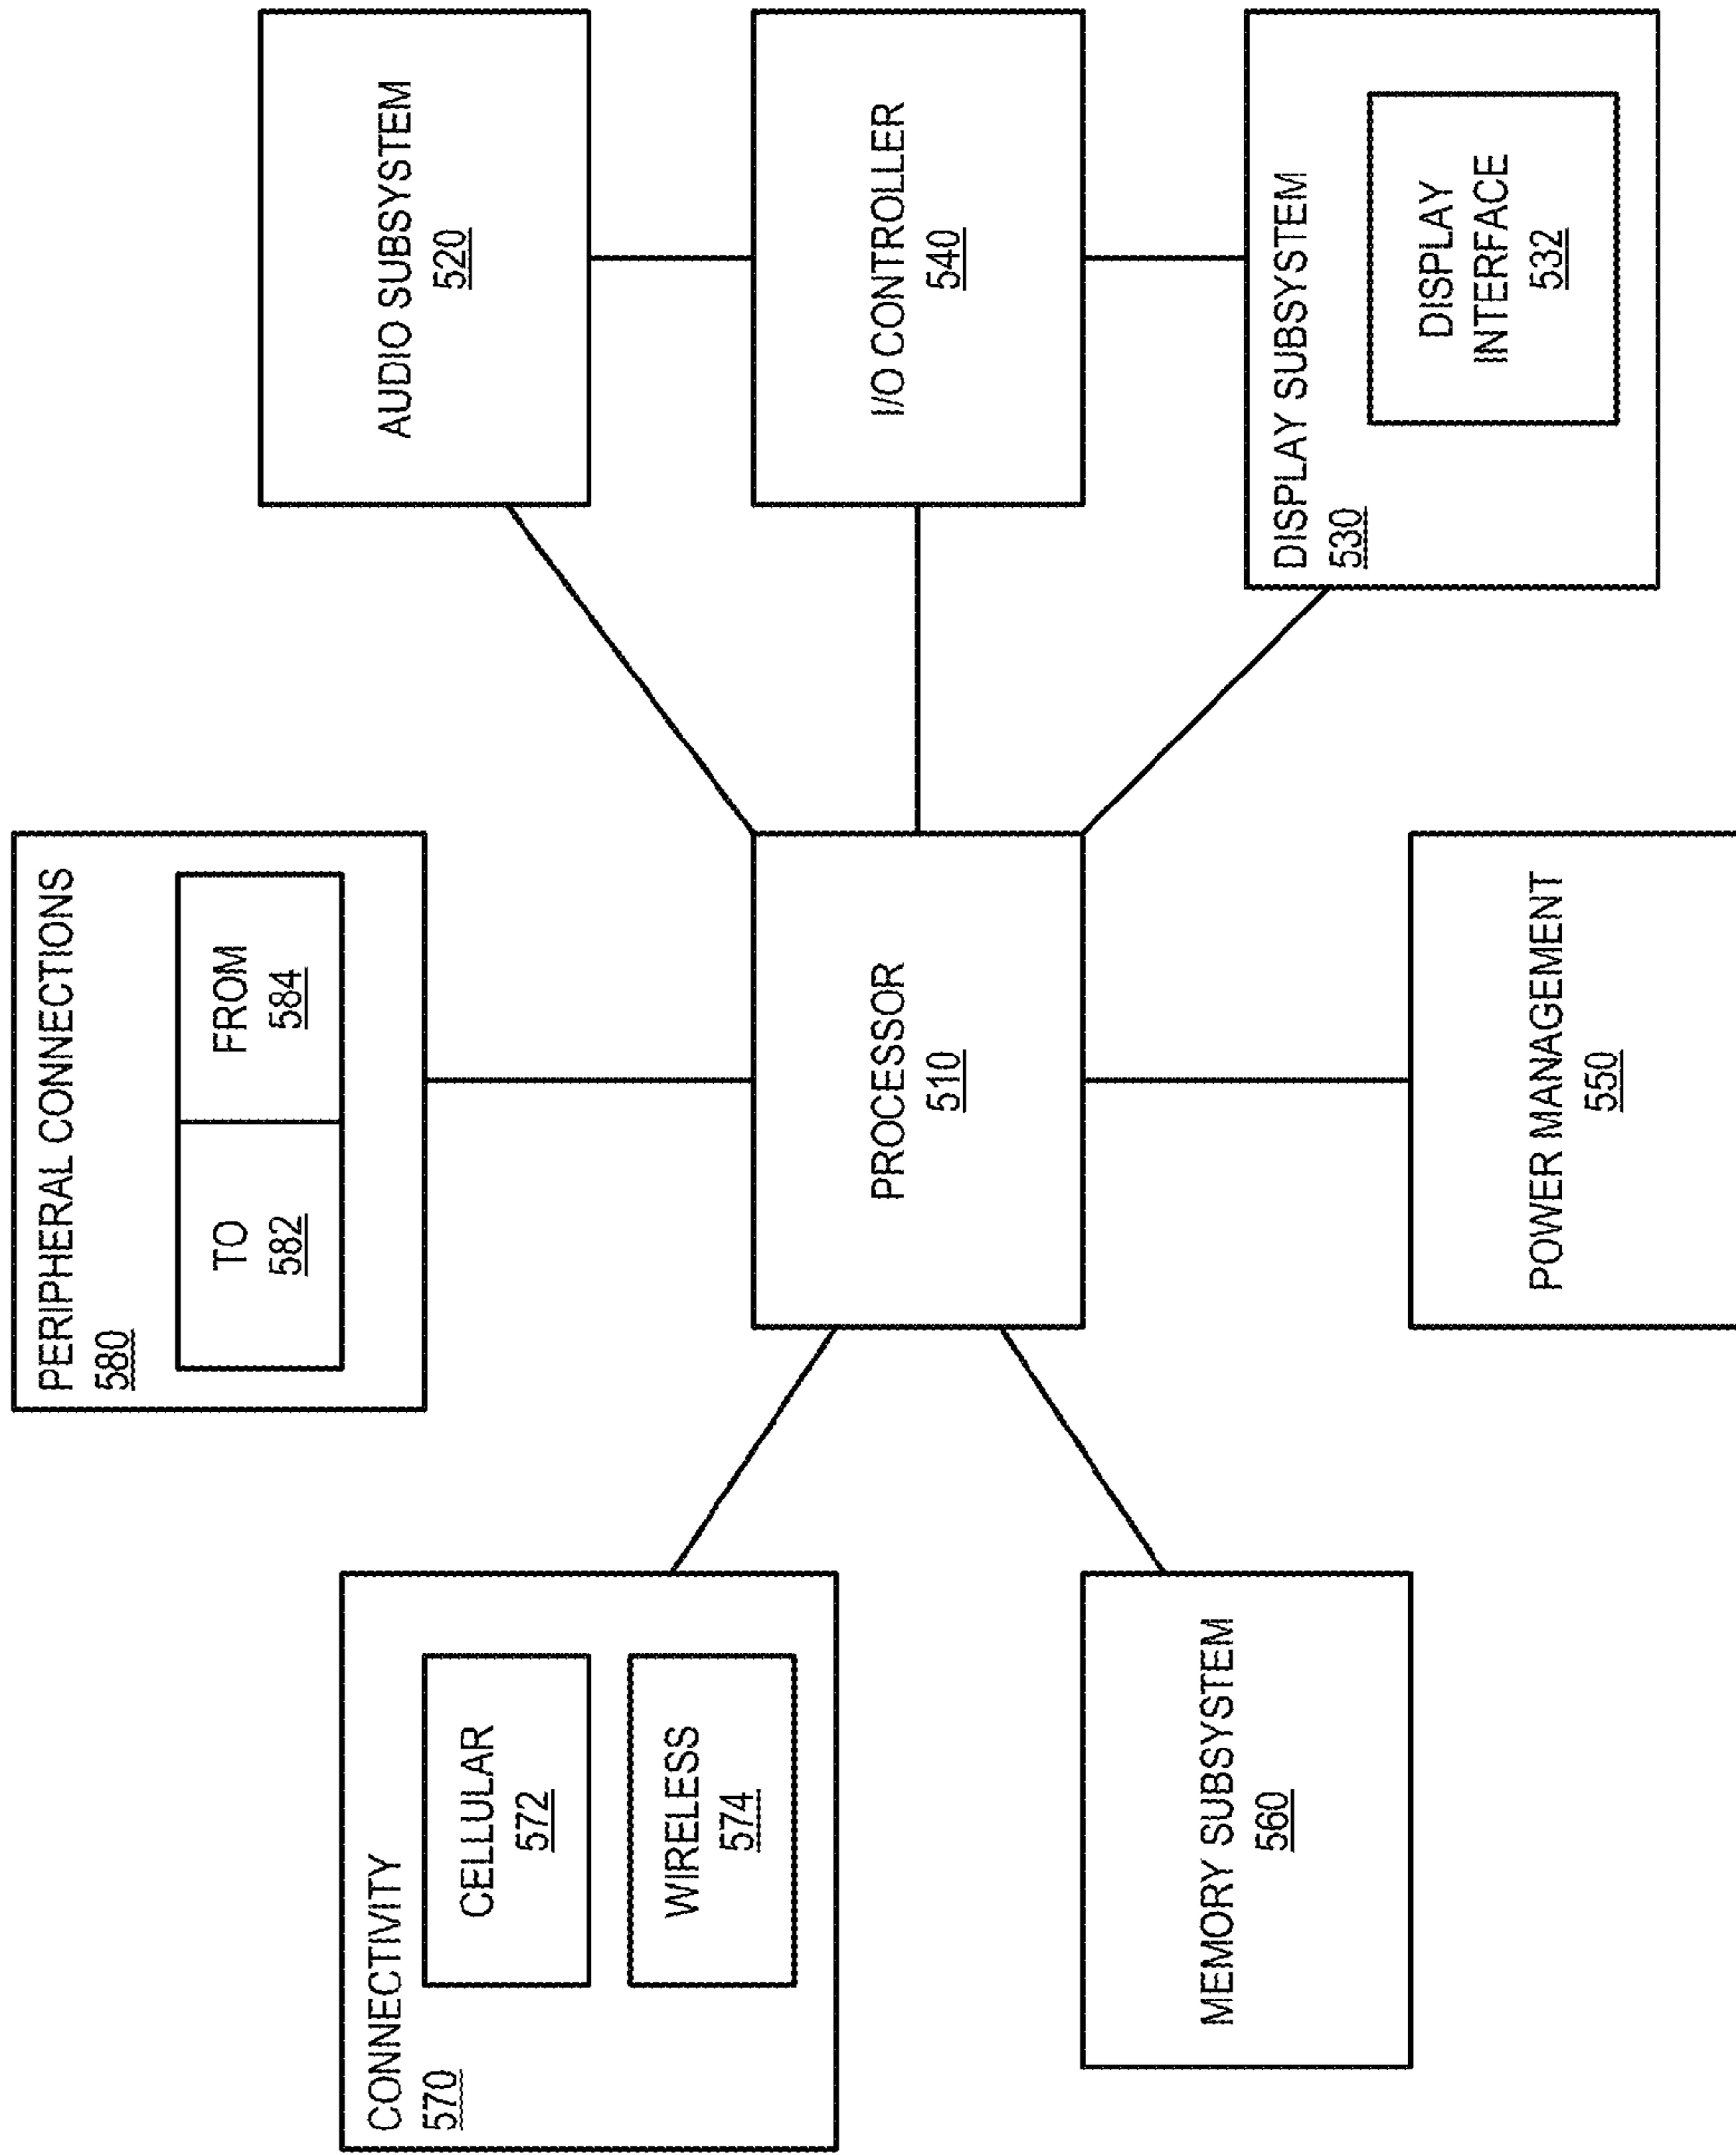 PERIPHERAL CONNECTIONS
580
TO
582
FROM
584
CONNECTIVITY
570
CELLULAR
572
WIRELESS
574
AUDIO SUBSYSTEM
520
PROCESSOR
510
I/O CONTROLLER
540
MEMORY SUBSYSTEM
560
DISPLAY SUBSYSTEM
530
DISPLAY
INTERFACE
532
POWER MANAGEMENT
550